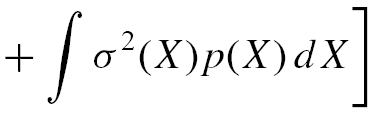 + ∫ σ²(X)p(X) dX ]